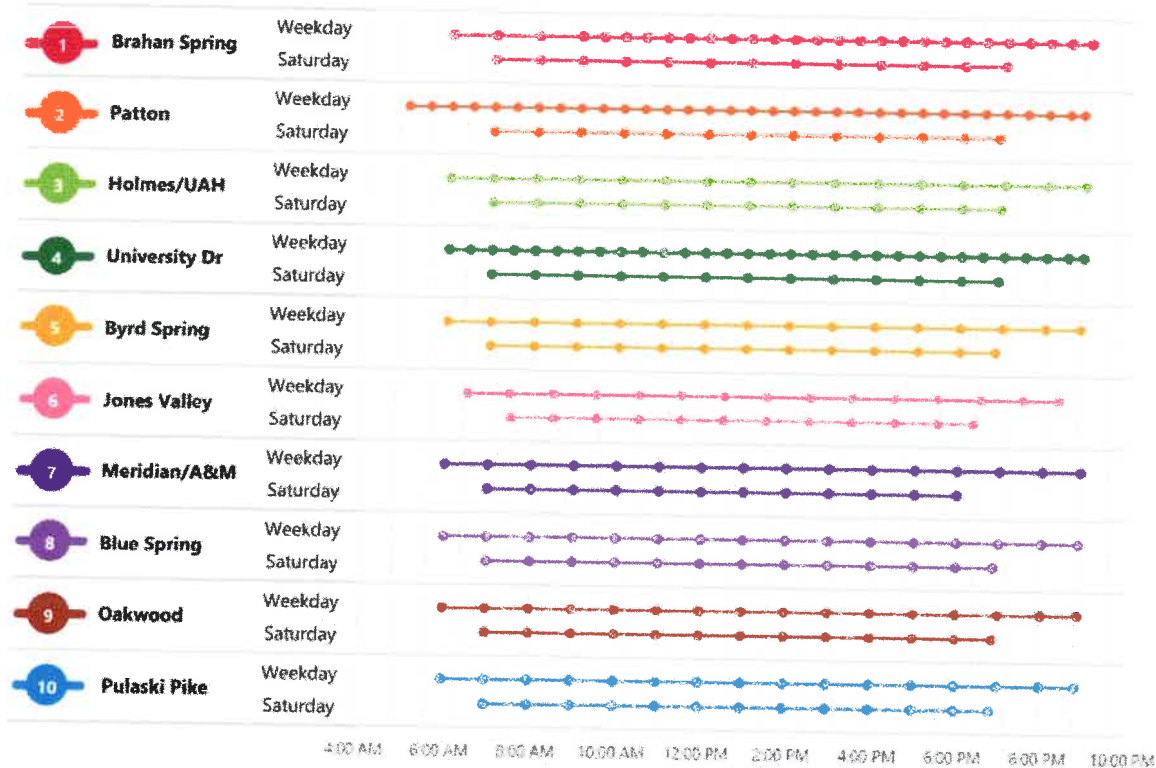 Weekday
1 Brahan Spring
Saturday
Weekday
2 Patton
Saturday
Weekday
3 Holmes/UAH
Saturday
Weekday
4 University Dr
Saturday
Weekday
5 Byrd Spring
Saturday
Weekday
6 Jones Valley
Saturday
Weekday
7 Meridian/A&M
Saturday
Weekday
8 Blue Spring
Saturday
Weekday
9 Oakwood
Saturday
Weekday
10 Pulaski Pike
Saturday
4:00 AM 6:00 AM 8:00 AM 10:00 AM 12:00 PM 2:00 PM 4:00 PM 6:00 PM 8:00 PM 10:00 PM